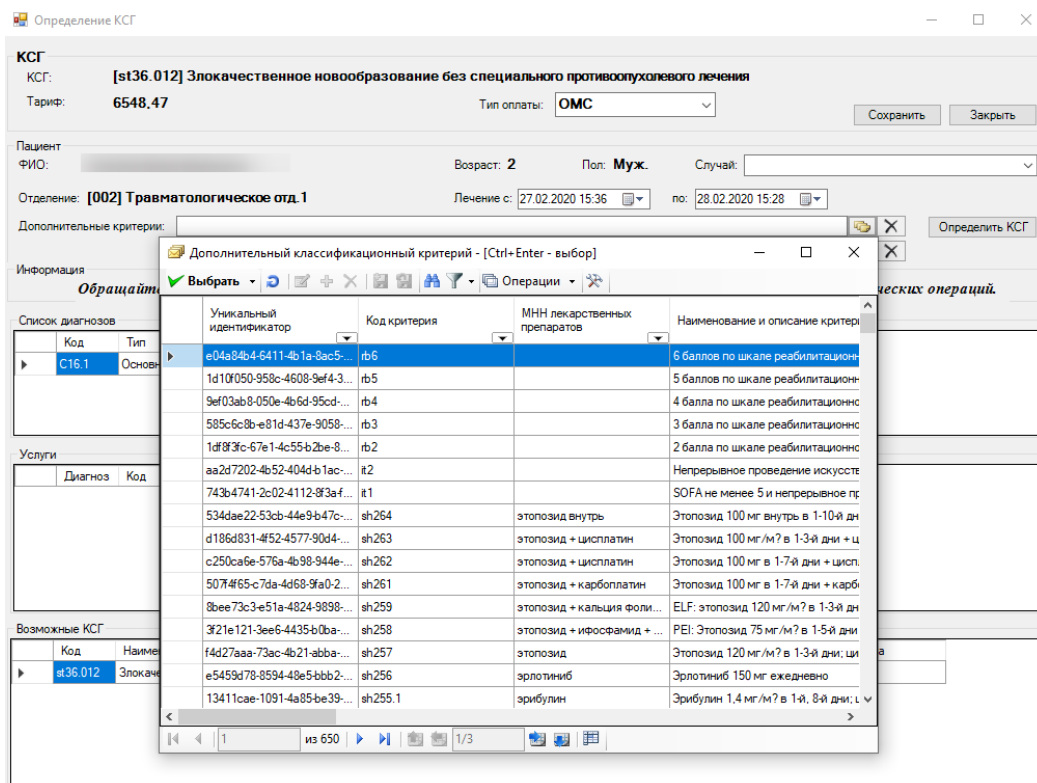 Определение КСГ
КСГ
КСГ: [st36.012] Злокачественное новообразование без специального противоопухолевого лечения
Тариф: 6548,47 Тип оплаты: ОМС
Сохранить Закрыть
Пациент
ФИО: Возраст: 2 Пол: Муж. Случай:
Отделение: [002] Травматологическое отд.1 Лечение с: 27.02.2020 15:36 по: 28.02.2020 15:28
Дополнительные критерии: Определить КСГ
Дополнительный классификационный критерий - [Ctrl+Enter - выбор]
Информация
Выбрать Операции
Обращайте ческих операций.
Список диагнозов
Код Тип
C16.1 Основн
Услуги
Диагноз Код
Возможные КСГ
Код Наимен а
st36.012 Злокаче
Уникальный идентификатор Код критерия МНН лекарственных препаратов Наименование и описание критери
e04a84b4-6411-4b1a-8ac5-... rb6 6 баллов по шкале реабилитационн
1d10f050-958c-4608-9ef4-3... rb5 5 баллов по шкале реабилитационн
9ef03ab8-050e-4b6d-95cd-... rb4 4 балла по шкале реабилитационно
585c6c8b-e81d-437e-9058-... rb3 3 балла по шкале реабилитационно
1df8f3fc-67e1-4c55-b2be-8... rb2 2 балла по шкале реабилитационно
aa2d7202-4b52-404d-b1ac-... it2 Непрерывное проведение искусств
743b4741-2c02-4112-8f3a-f... it1 SOFA не менее 5 и непрерывное пр
534dae22-53cb-44e9-b47c-... sh264 этопозид внутрь Этопозид 100 мг внутрь в 1-10-й дн
d186d831-4f52-4577-90d4-... sh263 этопозид + цисплатин Этопозид 100 мг/м? в 1-3-й дни + ц
c250ca6e-576a-4b98-944e-... sh262 этопозид + цисплатин Этопозид 100 мг в 1-7-й дни + цисп.
507f4f65-c7da-4d68-9fa0-2... sh261 этопозид + карбоплатин Этопозид 100 мг в 1-7-й дни + карбо
8bee73c3-e51a-4824-9898-... sh259 этопозид + кальция фоли... ELF: этопозид 120 мг/м? в 1-3-й дн
3f21e121-3ee6-4435-b0ba-... sh258 этопозид + ифосфамид + ... PEI: Этопозид 75 мг/м? в 1-5-й дни
f4d27aaa-73ac-4b21-abba-... sh257 этопозид Этопозид 120 мг/м? в 1-3-й дни; ци
e5459d78-8594-48e5-bbb2-... sh256 эрлотиниб Эрлотиниб 150 мг ежедневно
13411cae-1091-4a85-be39-... sh255.1 эрибулин Эрибулин 1,4 мг/м? в 1-й, 8-й дни; ц
1 из 650 1/3